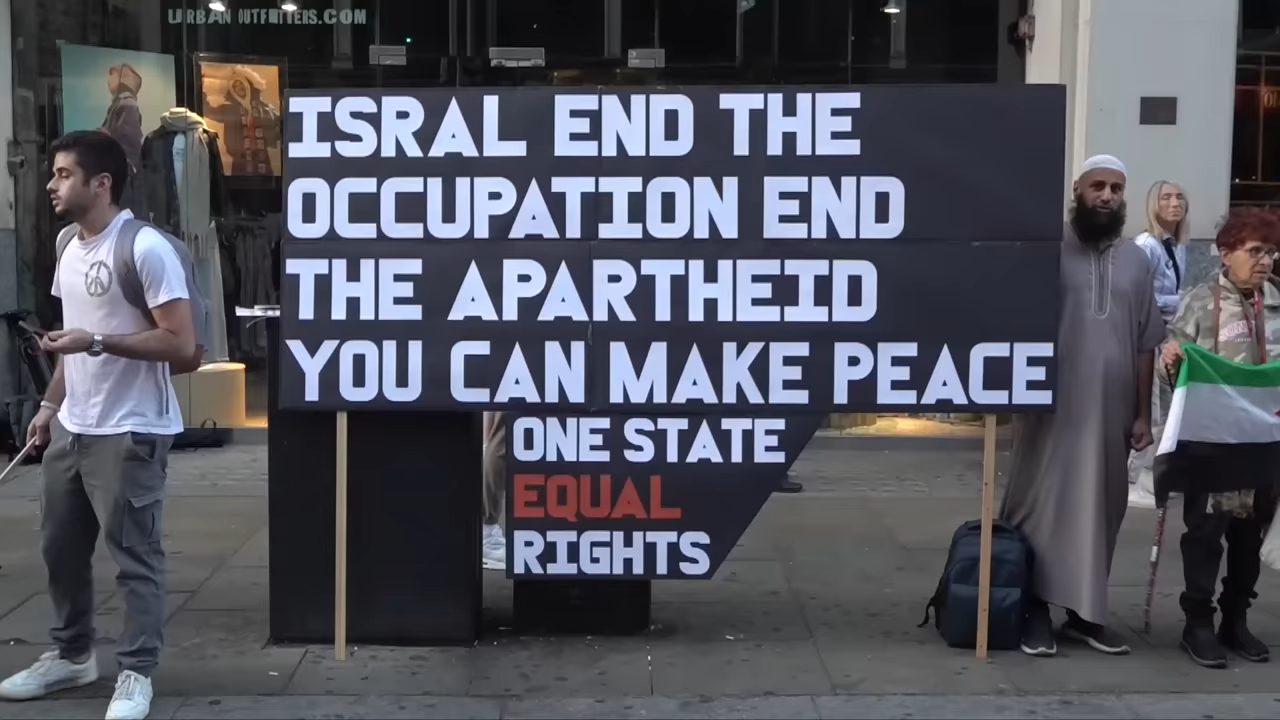 URBAN OUTFITTERS.COM
ISRAL END THE
OCCUPATION END
THE APARTHEID
YOU CAN MAKE PEACE
ONE STATE
EQUAL
RIGHTS